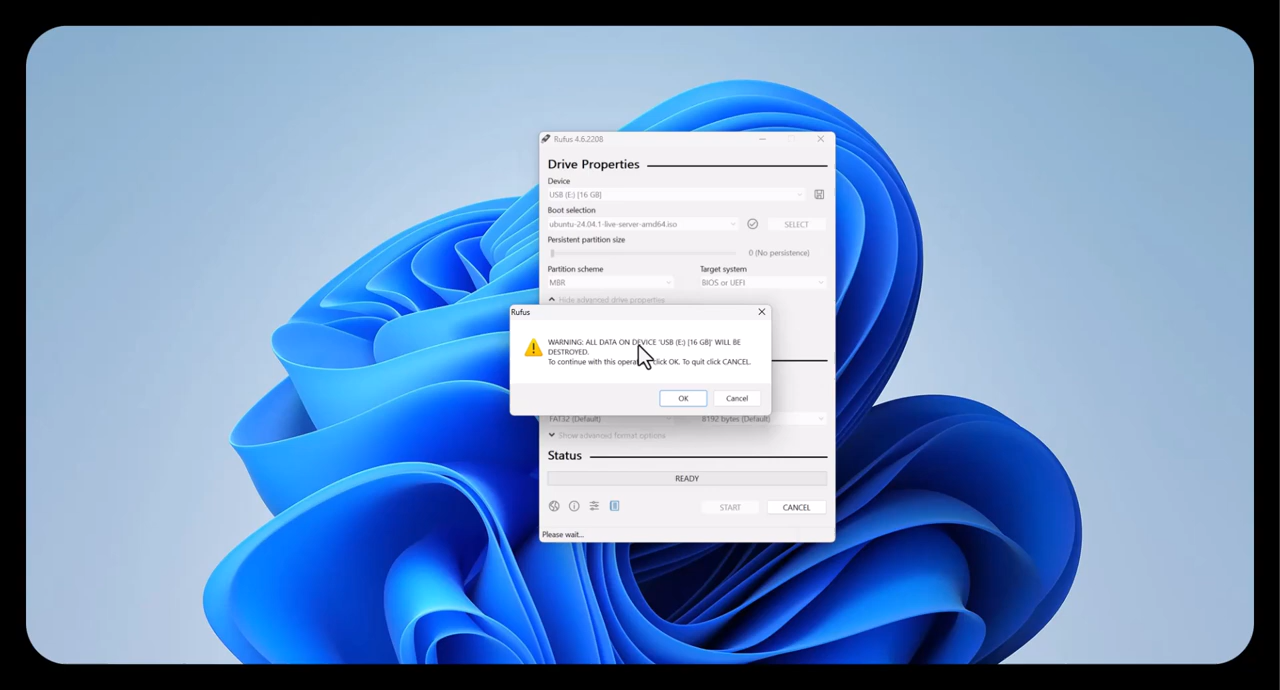 Rufus 4.6.2208
Drive Properties
Device
USB (E:) [16 GB]
Boot selection
ubuntu-24.04.1-live-server-amd64.iso
SELECT
Persistent partition size
0 (No persistence)
Partition scheme
Target system
MBR
BIOS or UEFI
Hide advanced drive properties
Rufus
WARNING: ALL DATA ON DEVICE 'USB (E:) [16 GB]' WILL BE
DESTROYED.
To continue with this click OK. To quit click CANCEL.
OK
Cancel
FAT32 (Default)
8192 bytes (Default)
Show advanced format options
Status
READY
START
CANCEL
Please wait...